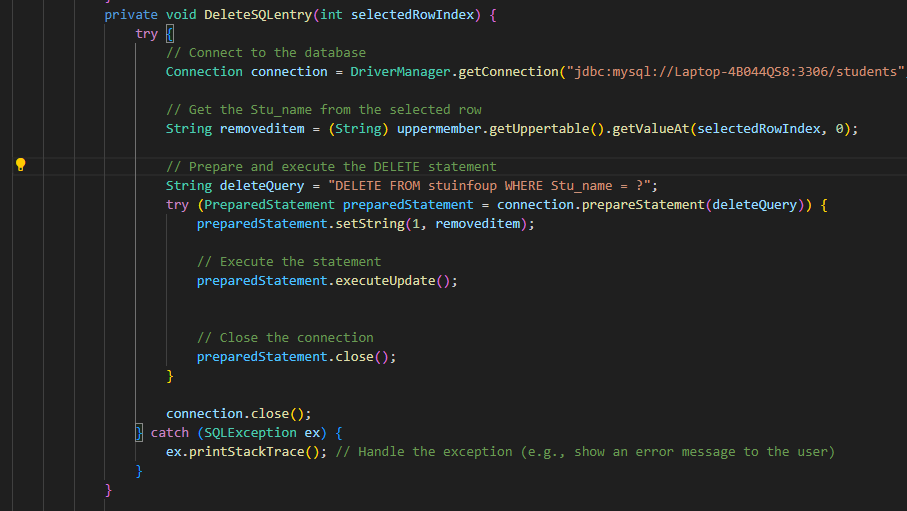 private void DeleteSQLentry(int selectedRowIndex) {
try {
// Connect to the database
Connection connection = DriverManager.getConnection("jdbc:mysql://Laptop-4B044QS8:3306/students",
// Get the Stu_name from the selected row
String removeditem = (String) uppermember.getUppertable().getValueAt(selectedRowIndex, 0);
// Prepare and execute the DELETE statement
String deleteQuery = "DELETE FROM stuinfoup WHERE Stu_name = ?";
try (PreparedStatement preparedStatement = connection.prepareStatement(deleteQuery)) {
preparedStatement.setString(1, removeditem);
// Execute the statement
preparedStatement.executeUpdate();
// Close the connection
preparedStatement.close();
}
connection.close();
} catch (SQLException ex) {
ex.printStackTrace(); // Handle the exception (e.g., show an error message to the user)
}
}